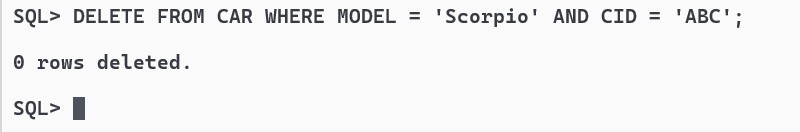 SQL> DELETE FROM CAR WHERE MODEL = 'Scorpio' AND CID = 'ABC';
0 rows deleted.
SQL>